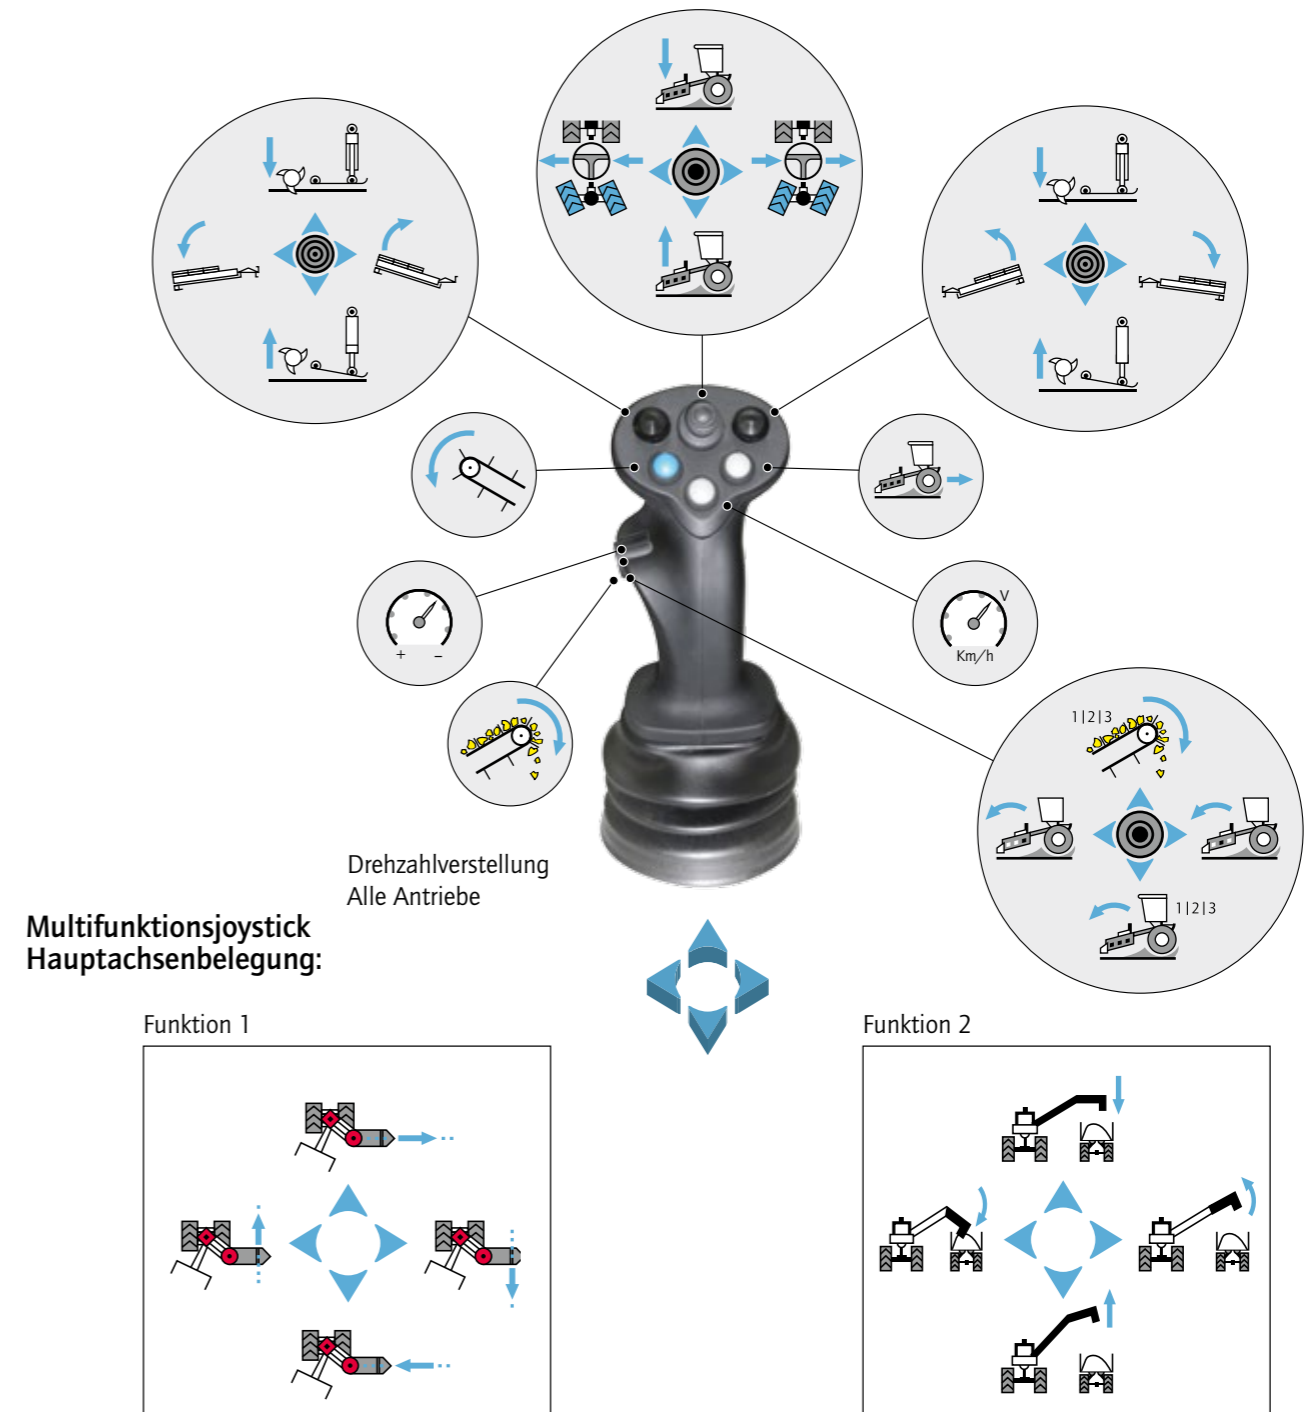 + –
V
Km/h
1|2|3
1|2|3
Drehzahlverstellung
Alle Antriebe
Multifunktionsjoystick
Hauptachsenbelegung:
Funktion 1
Funktion 2